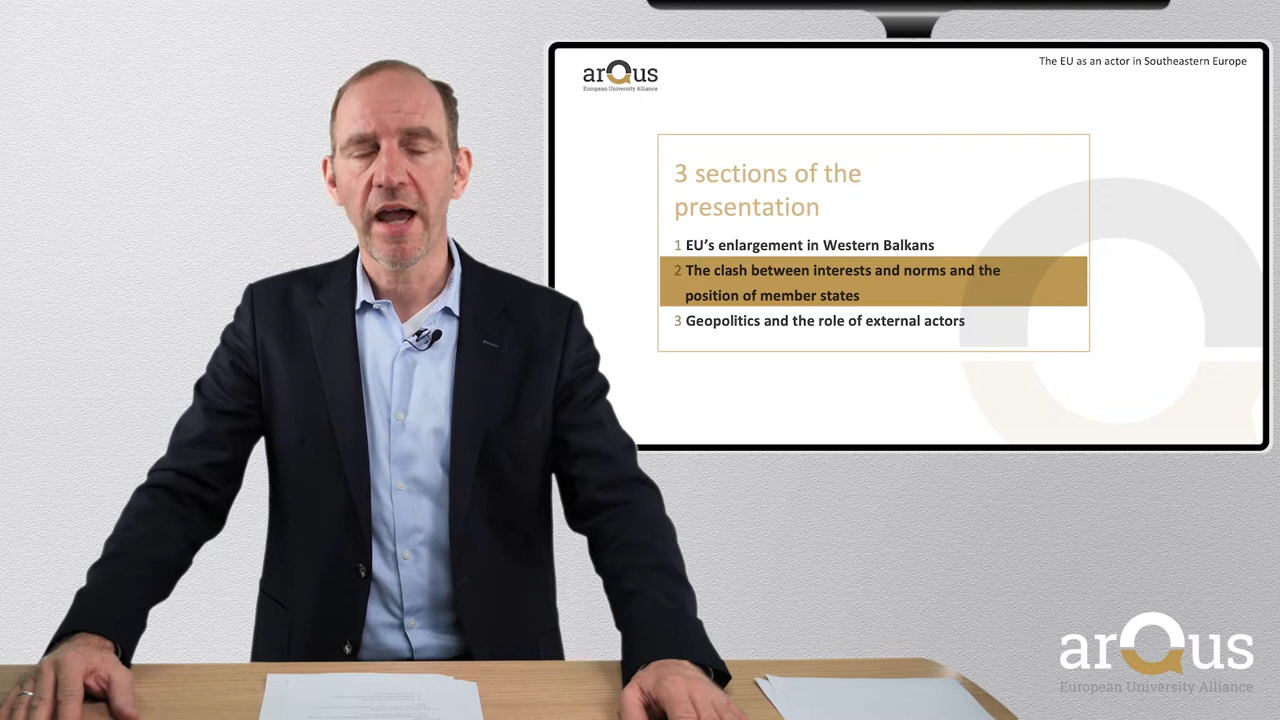 The EU as an actor in Southeastern Europe
arQus
European University Alliance
3 sections of the
presentation
1 EU's enlargement in Western Balkans
2 The clash between interests and norms and the
position of member states
3 Geopolitics and the role of external actors
arQus
European University Alliance